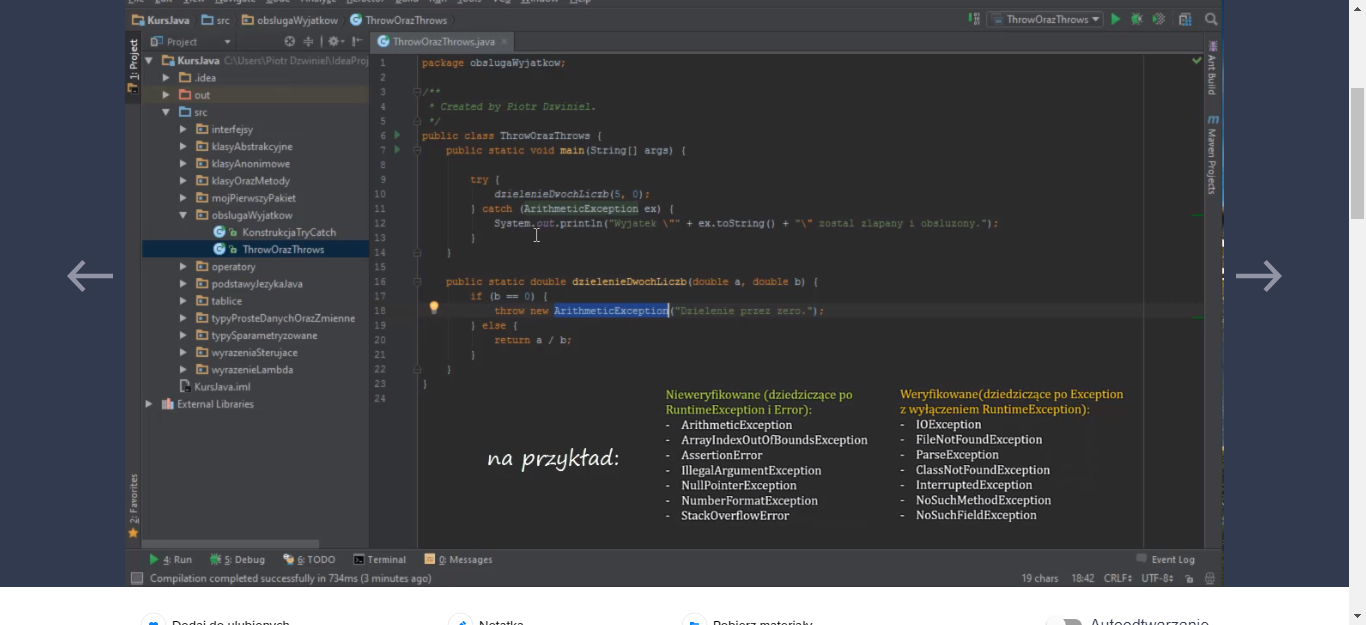 KursJava src obslugaWyjatkow ThrowOrazThrows
ThrowOrazThrows
1: Project
Project
ThrowOrazThrows.java
KursJava C:\Users\Piotr Dzwiniel\IdeaProj
.idea
out
src
interfejsy
klasyAbstrakcyjne
klasyAnonimowe
klasyOrazMetody
mojPierwszyPakiet
obslugaWyjatkow
KonstrukcjaTryCatch
ThrowOrazThrows
operatory
podstawyJezykaJava
tablice
typyProsteDanychOrazZmienne
typySparametryzowane
wyrazeniaSterujace
wyrazenieLambda
KursJava.iml
External Libraries
2: Favorites
1 package obslugaWyjatkow;
2
3 /**
4 * Created by Piotr Dzwiniel.
5 */
6 public class ThrowOrazThrows {
7 public static void main(String[] args) {
8
9 try {
10 dzielenieDwochLiczb(5, 0);
11 } catch (ArithmeticException ex) {
12 System.out.println("Wyjatek \"" + ex.toString() + "\" zostal zlapany i obsluzony.");
13 }
14 }
15
16 public static double dzielenieDwochLiczb(double a, double b) {
17 if (b == 0) {
18 throw new ArithmeticException("Dzielenie przez zero.");
19 } else {
20 return a / b;
21 }
22 }
23 }
24
na przykład:
Nieweryfikowane (dziedziczące po
RuntimeException i Error):
- ArithmeticException
- ArrayIndexOutOfBoundsException
- AssertionError
- IllegalArgumentException
- NullPointerException
- NumberFormatException
- StackOverflowError
Weryfikowane(dziedziczące po Exception
z wyłączeniem RuntimeException):
- IOException
- FileNotFoundException
- ParseException
- ClassNotFoundException
- InterruptedException
- NoSuchMethodException
- NoSuchFieldException
Ant Build
Maven Projects
4: Run 5: Debug 6: TODO Terminal 0: Messages Event Log
Compilation completed successfully in 734ms (3 minutes ago) 19 chars 18:42 CRLF UTF-8
Dodaj do ulubionych Notatka Pobierz materiały Autoodtwarzanie